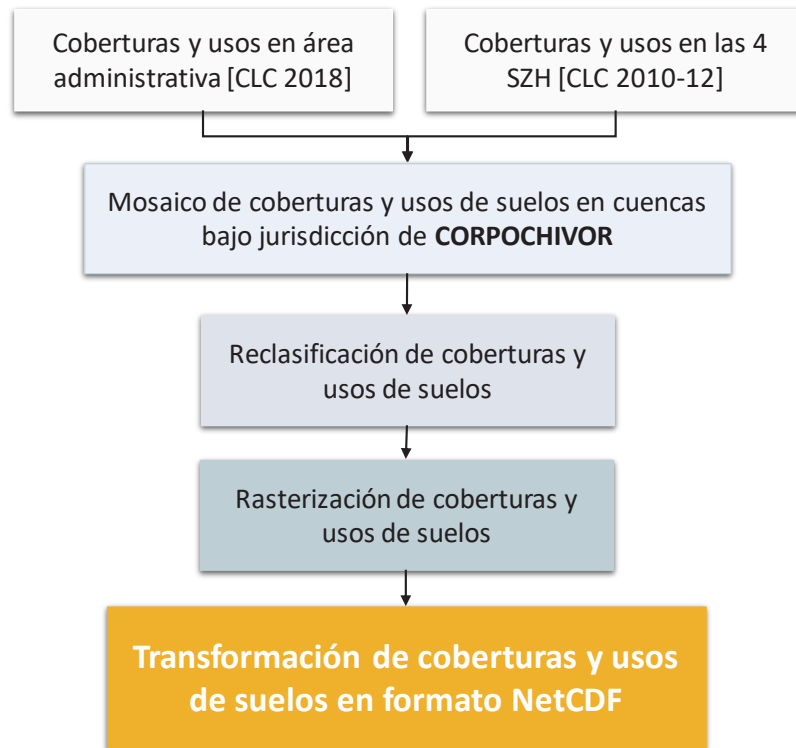 Coberturas y usos en área
administrativa [CLC 2018]
Coberturas y usos en las 4
SZH [CLC 2010-12]
Mosaico de coberturas y usos de suelos en cuencas
bajo jurisdicción de CORPOCHIVOR
Reclasificación de coberturas y
usos de suelos
Rasterización de coberturas y
usos de suelos
Transformación de coberturas y usos
de suelos en formato NetCDF